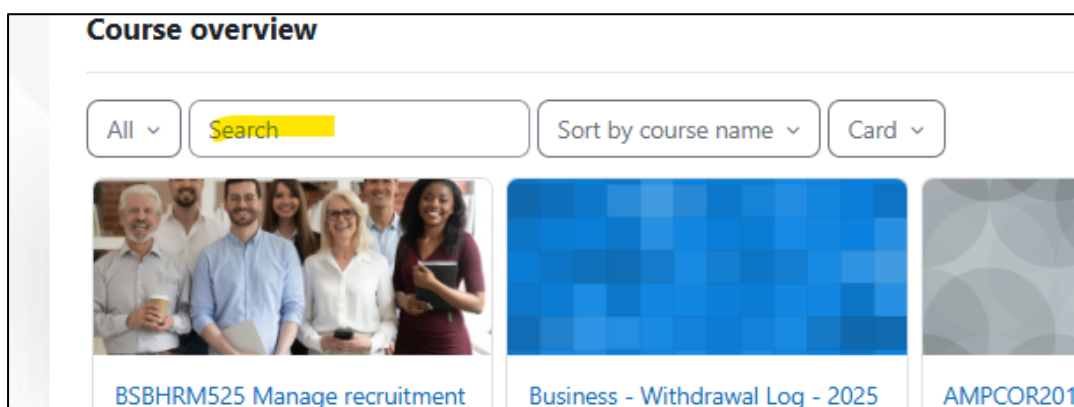 Course overview
All Search Sort by course name Card
BSBHRM525 Manage recruitment Business - Withdrawal Log - 2025 AMPCOR201